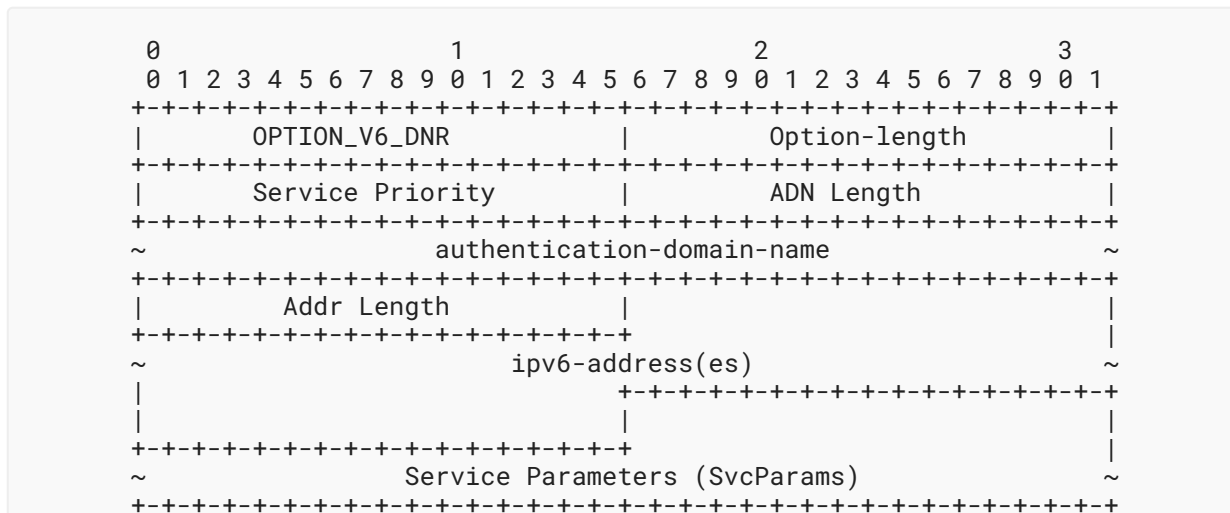 0                   1                   2                   3
 0 1 2 3 4 5 6 7 8 9 0 1 2 3 4 5 6 7 8 9 0 1 2 3 4 5 6 7 8 9 0 1
+-+-+-+-+-+-+-+-+-+-+-+-+-+-+-+-+-+-+-+-+-+-+-+-+-+-+-+-+-+-+-+-+
|       OPTION_V6_DNR           |         Option-length         |
+-+-+-+-+-+-+-+-+-+-+-+-+-+-+-+-+-+-+-+-+-+-+-+-+-+-+-+-+-+-+-+-+
|       Service Priority        |         ADN Length            |
+-+-+-+-+-+-+-+-+-+-+-+-+-+-+-+-+-+-+-+-+-+-+-+-+-+-+-+-+-+-+-+-+
~                   authentication-domain-name                  ~
+-+-+-+-+-+-+-+-+-+-+-+-+-+-+-+-+-+-+-+-+-+-+-+-+-+-+-+-+-+-+-+-+
|         Addr Length           |                               |
+-+-+-+-+-+-+-+-+-+-+-+-+-+-+-+-+                               |
~                        ipv6-address(es)                       ~
|                               +-+-+-+-+-+-+-+-+-+-+-+-+-+-+-+-+
|                               |                               |
+-+-+-+-+-+-+-+-+-+-+-+-+-+-+-+-+                               |
~                 Service Parameters (SvcParams)                ~
+-+-+-+-+-+-+-+-+-+-+-+-+-+-+-+-+-+-+-+-+-+-+-+-+-+-+-+-+-+-+-+-+